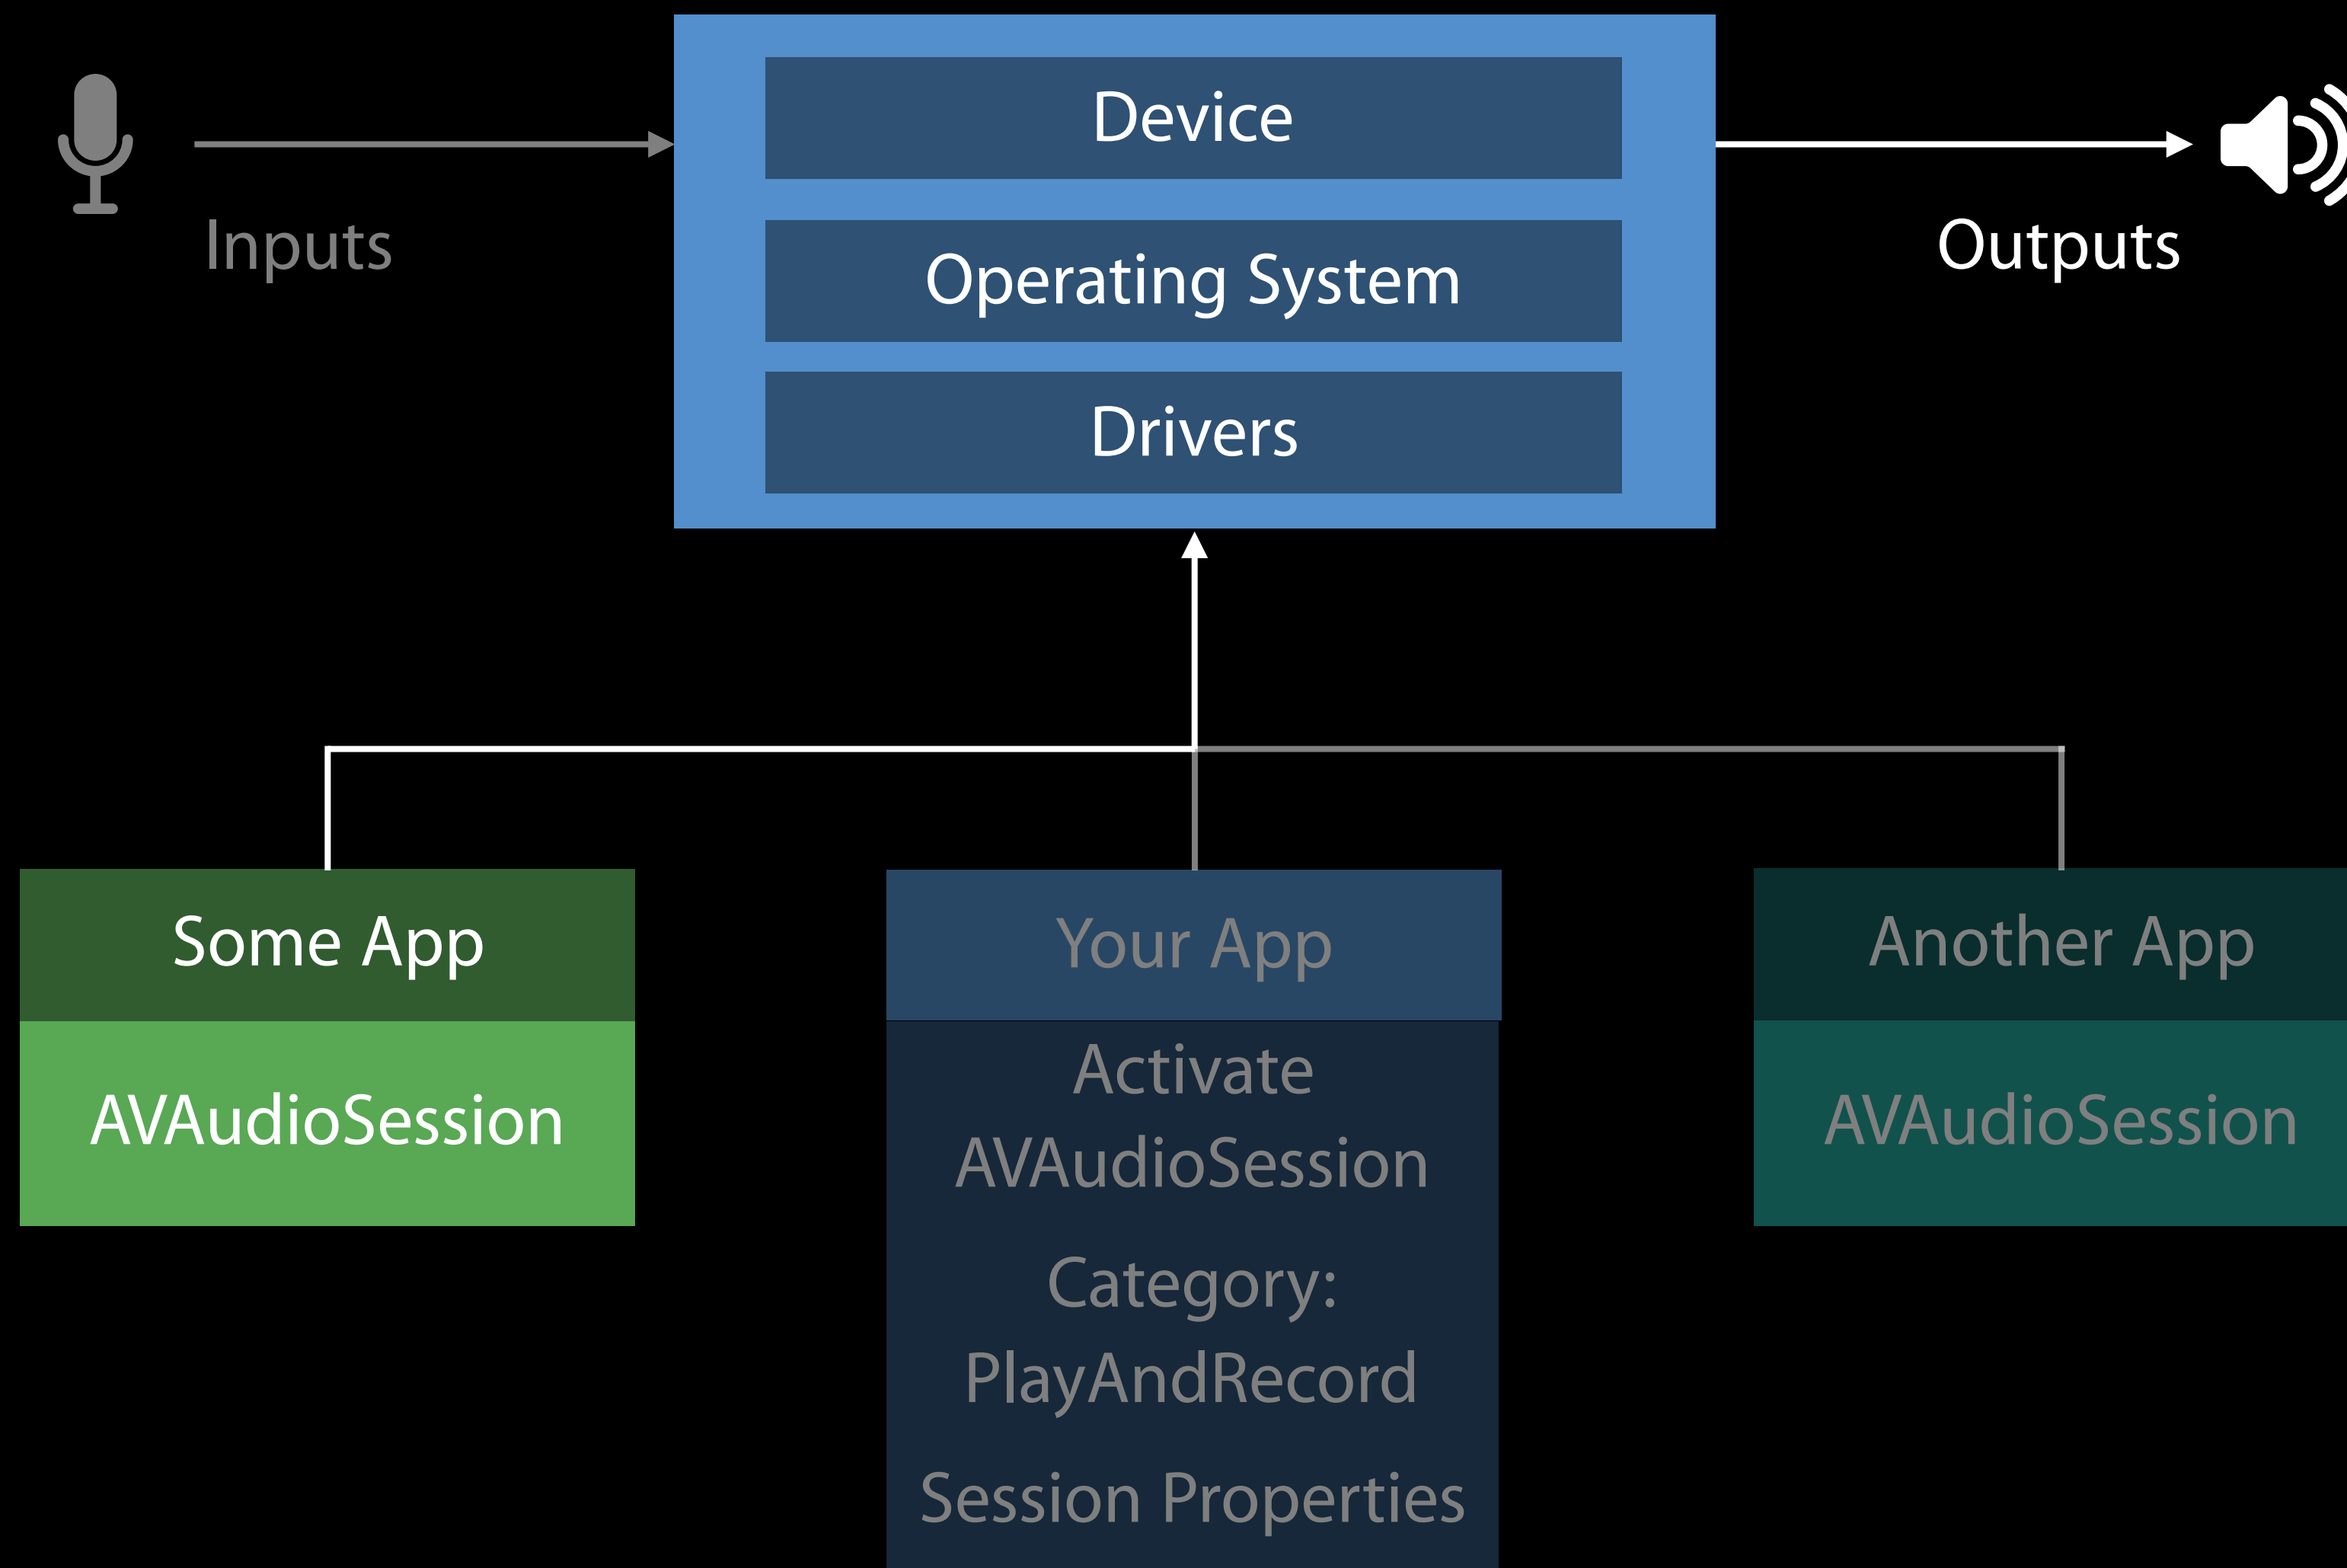 Device
Inputs
Operating System
Outputs
Drivers
Some App
AVAudioSession
Your App
Activate
AVAudioSession
Category:
PlayAndRecord
Session Properties
Another App
AVAudioSession